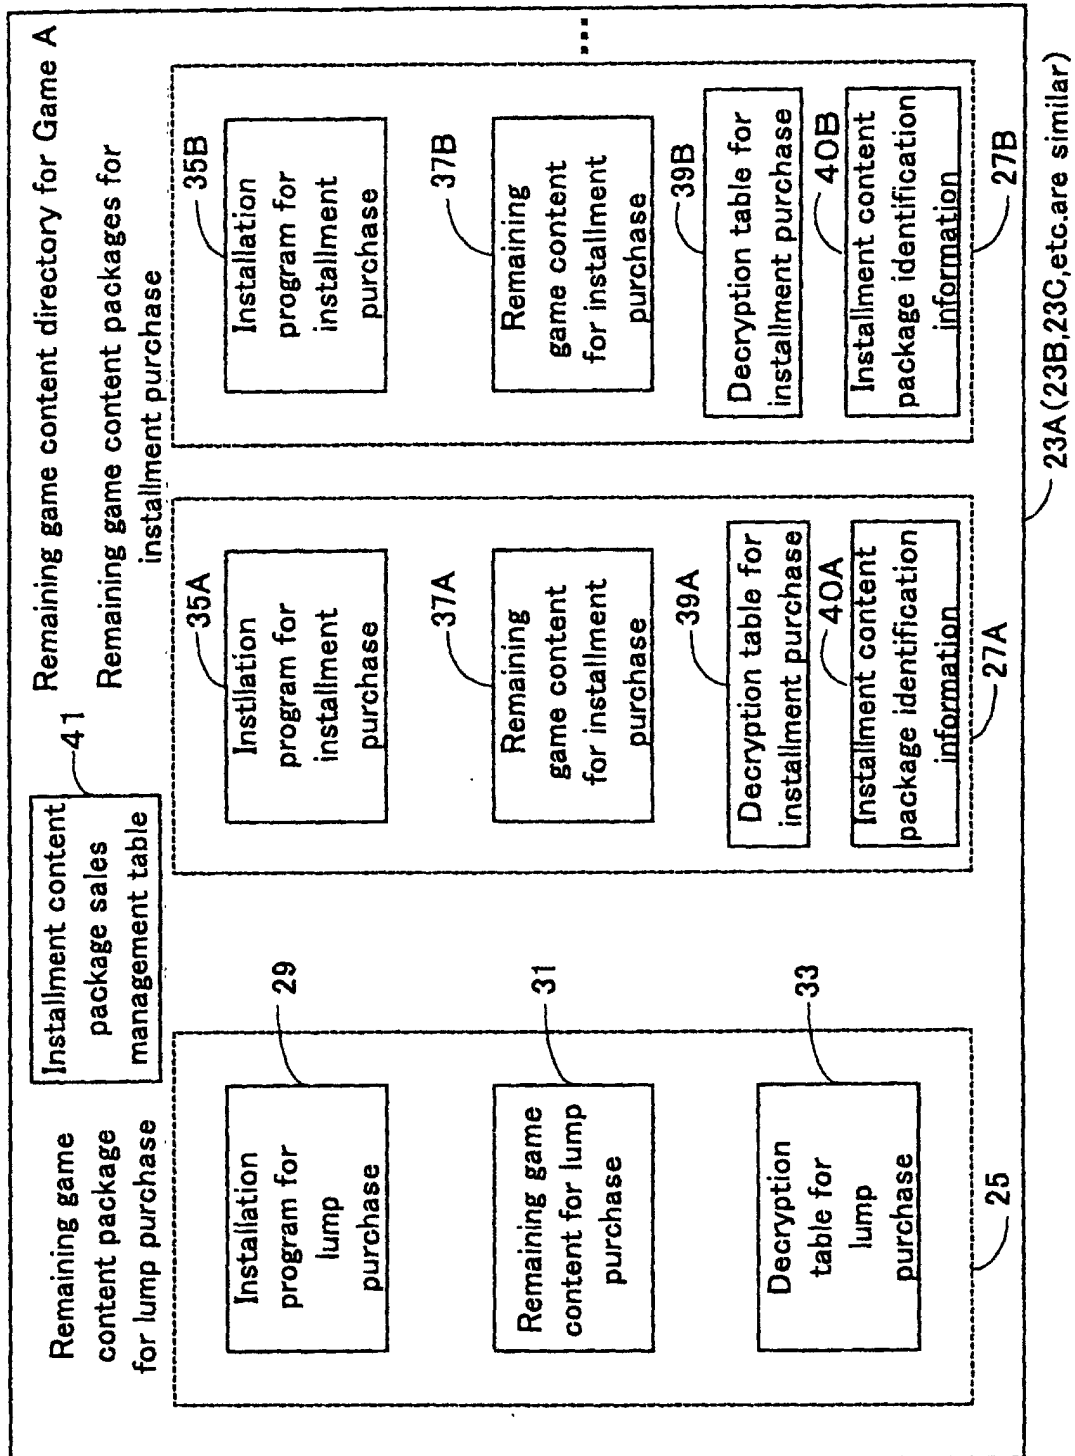 Remaining game content directory for Game A
Installment content
package sales
management table
41
Remaining game
content package
for lump purchase
Remaining game content packages for
installment purchase
Installation
program for
lump
purchase
29
Remaining game
content for lump
purchase
31
Decryption
table for
lump
purchase
33
25
Instllation
program for
installment
purchase
35A
Remaining
game content
for installment
purchase
37A
Decryption table for
installment purchase
39A
Installment content
package identification
information
40A
27A
Installation
program for
installment
purchase
35B
Remaining
game content
for installment
purchase
37B
Decryption table for
installment purchase
39B
Installment content
package identification
information
40B
27B
...
23A(23B,23C,etc.are similar)